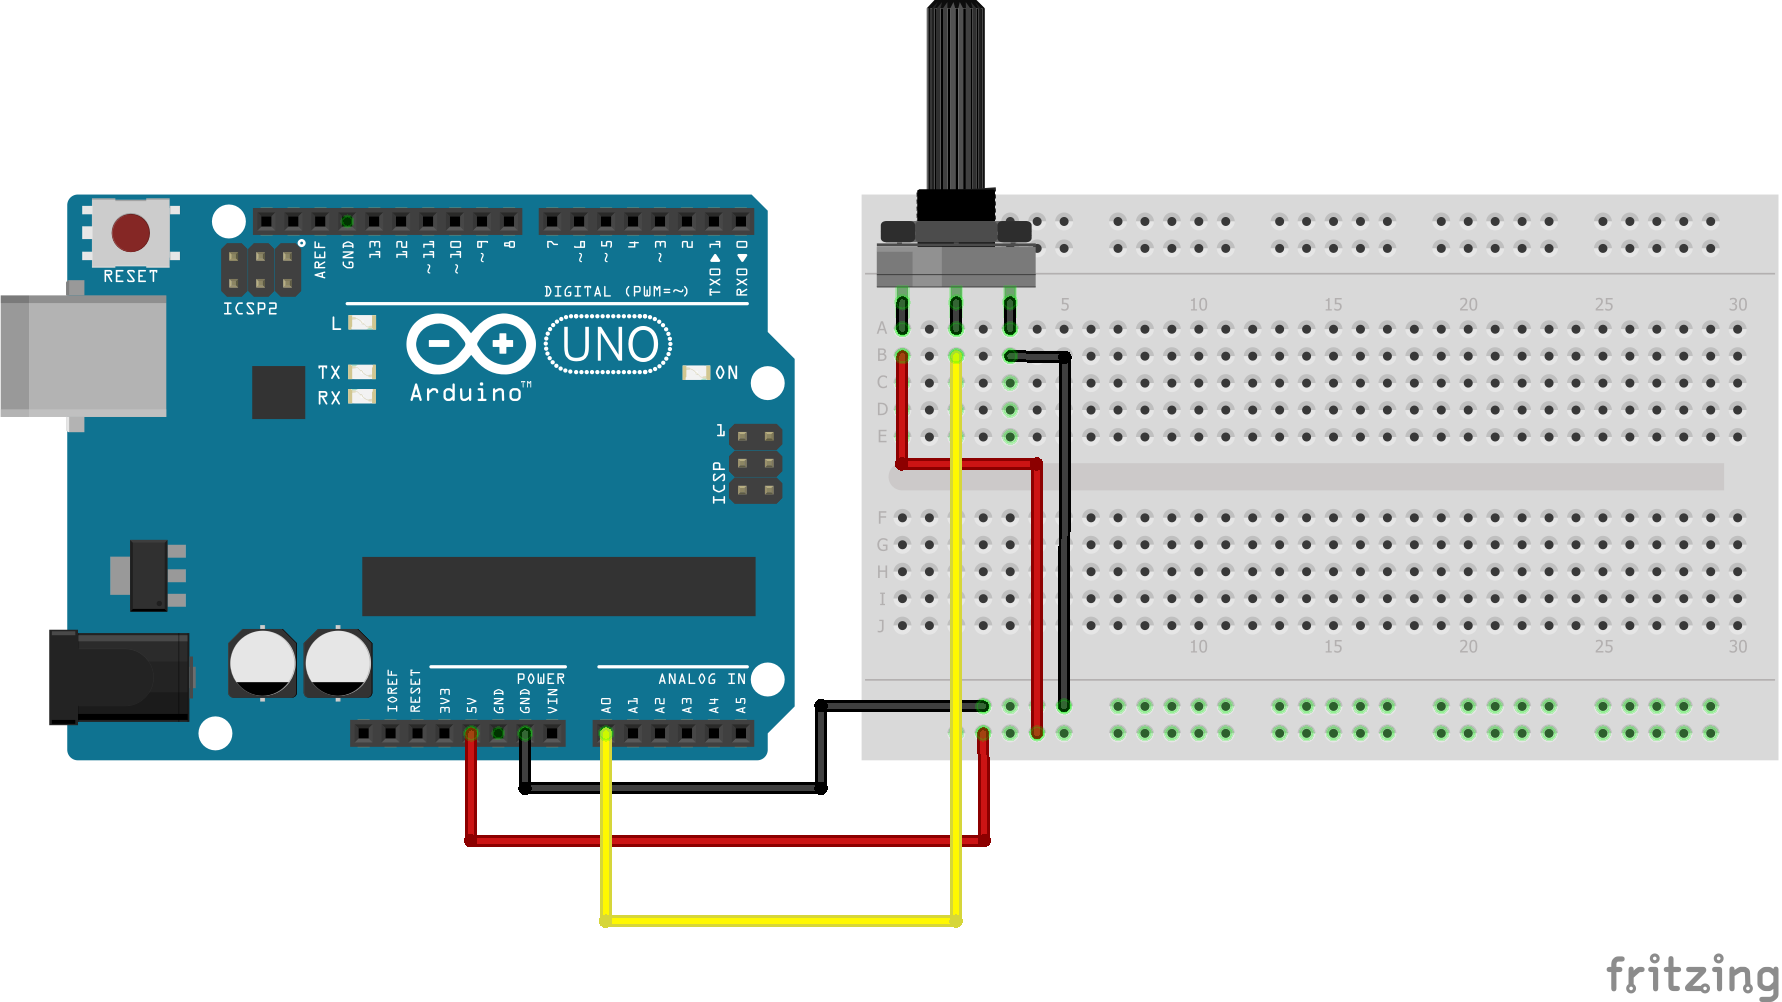 RESET
ICSP2
AREF
GND
13
12
~11
~10
~9
8
7
~6
~5
4
~3
2
TX0▶1
RX0◀0
DIGITAL (PWM=~)
L
TX
RX
UNO
Arduino™
ON
1
ICSP
POWER
ANALOG IN
IOREF
RESET
3V3
5V
GND
GND
VIN
A0
A1
A2
A3
A4
A5
5 10 15 20 25 30
A
B
C
D
E
F
G
H
I
J
10 15 20 25 30
fritzing